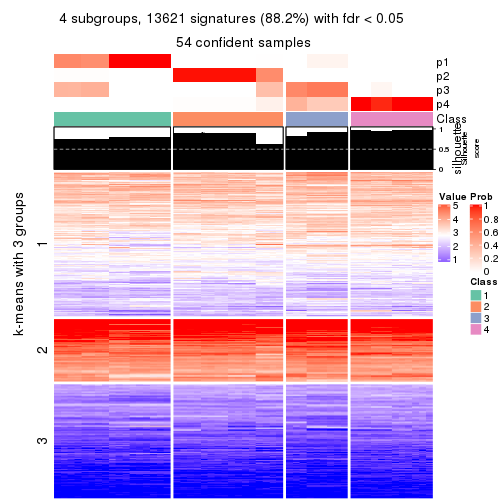 4 subgroups, 13621 signatures (88.2%) with fdr < 0.05
54 confident samples
p1
p2
p3
p4
Class
1
0.5
0
silhouette
Silhouette
score
k-means with 3 groups
1
2
3
Value
5
4
3
2
1
Prob
1
0.8
0.6
0.4
0.2
0
Class
1
2
3
4